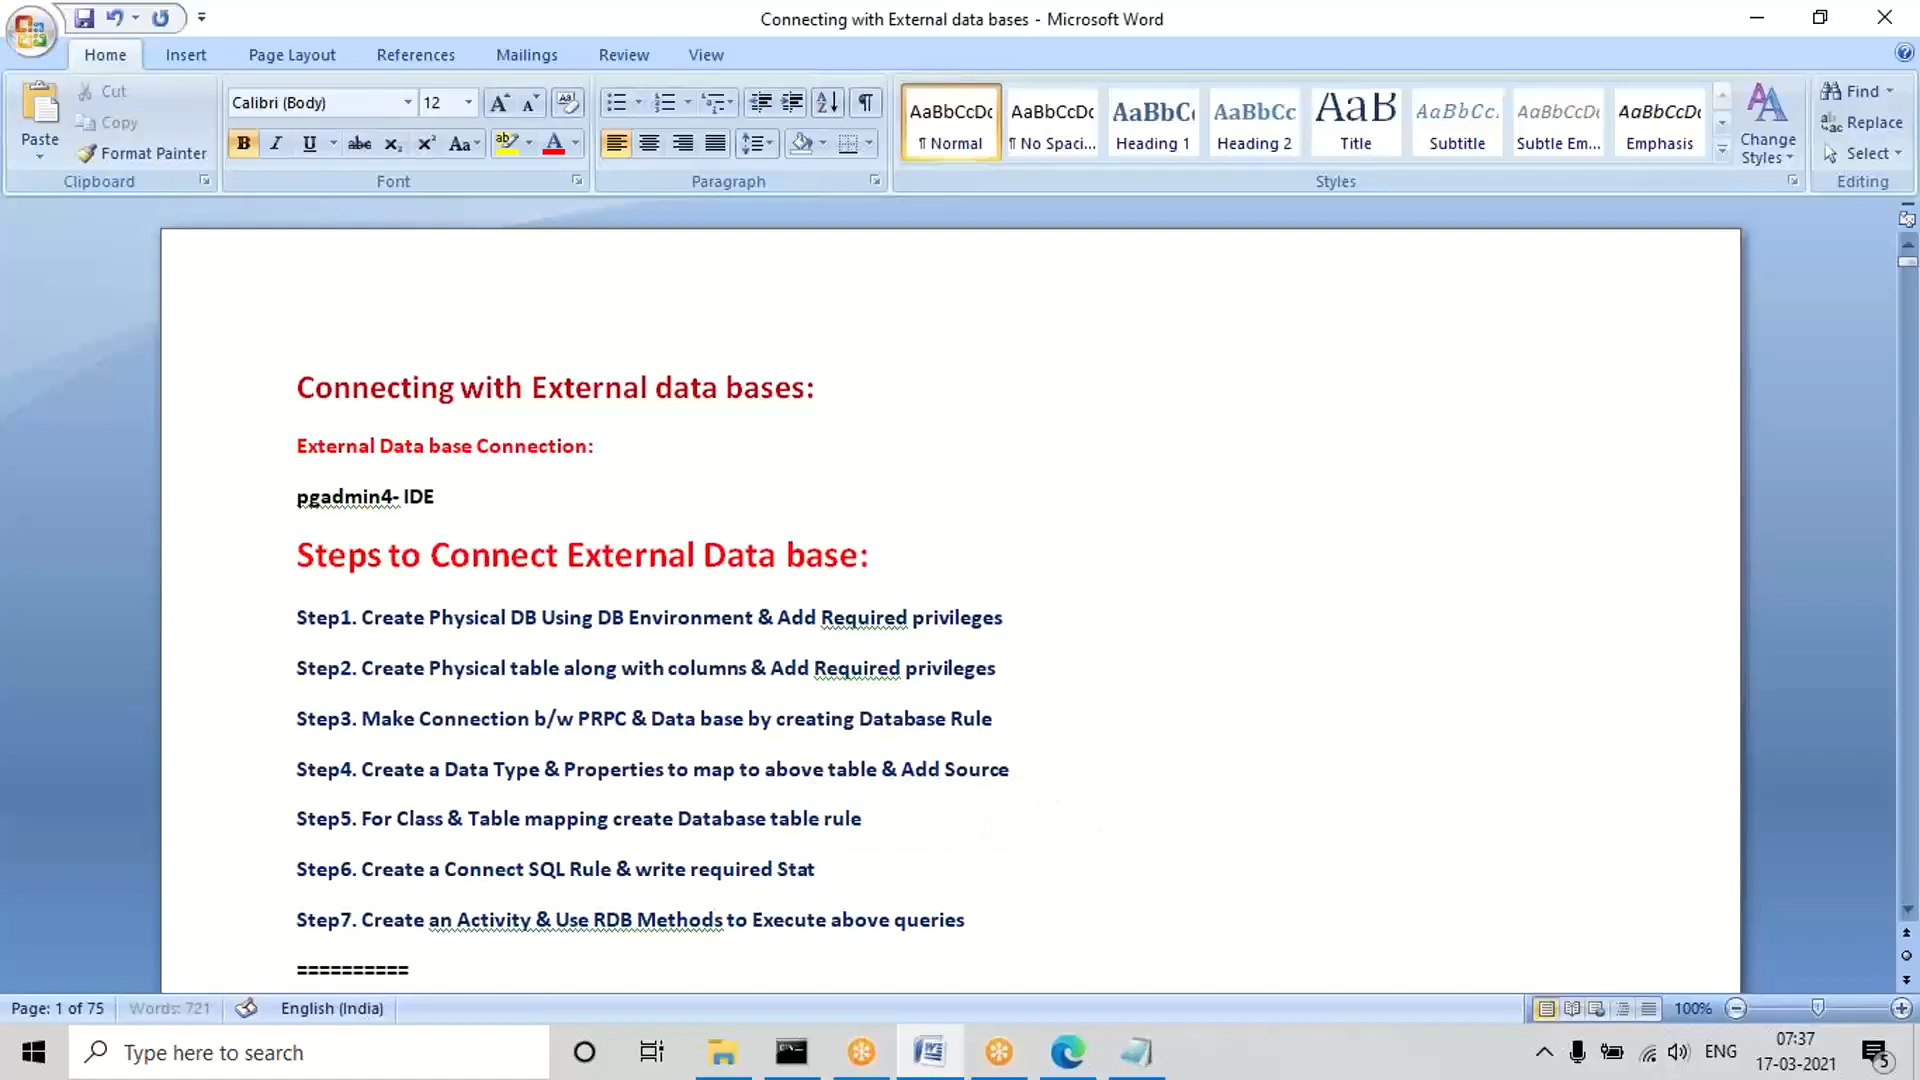 Connecting with External data bases - Microsoft Word
Home Insert Page Layout References Mailings Review View
Calibri (Body) 12
Cut
Copy
Format Painter
Paste
Clipboard Font Paragraph Styles Editing
AaBbCcDc AaBbCcDc AaBbC AaBbCc AaB AaBbCc. AaBbCcDc AaBbCcDc
¶ Normal ¶ No Spaci... Heading 1 Heading 2 Title Subtitle Subtle Em... Emphasis
Change
Styles
Find
Replace
Select
Connecting with External data bases:
External Data base Connection:
pgadmin4- IDE
Steps to Connect External Data base:
Step1. Create Physical DB Using DB Environment & Add Required privileges
Step2. Create Physical table along with columns & Add Required privileges
Step3. Make Connection b/w PRPC & Data base by creating Database Rule
Step4. Create a Data Type & Properties to map to above table & Add Source
Step5. For Class & Table mapping create Database table rule
Step6. Create a Connect SQL Rule & write required Stat
Step7. Create an Activity & Use RDB Methods to Execute above queries
==========
Page: 1 of 75 Words: 721 English (India) 100%
Type here to search
ENG
07:37
17-03-2021
5